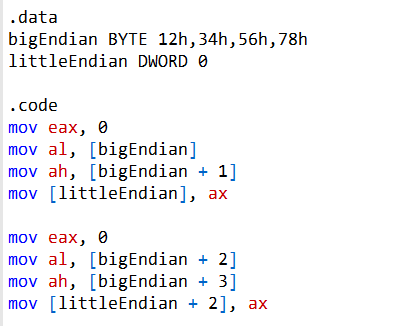 .data
bigEndian BYTE 12h,34h,56h,78h
littleEndian DWORD 0
.code
mov eax, 0
mov al, [bigEndian]
mov ah, [bigEndian + 1]
mov [littleEndian], ax
mov eax, 0
mov al, [bigEndian + 2]
mov ah, [bigEndian + 3]
mov [littleEndian + 2], ax